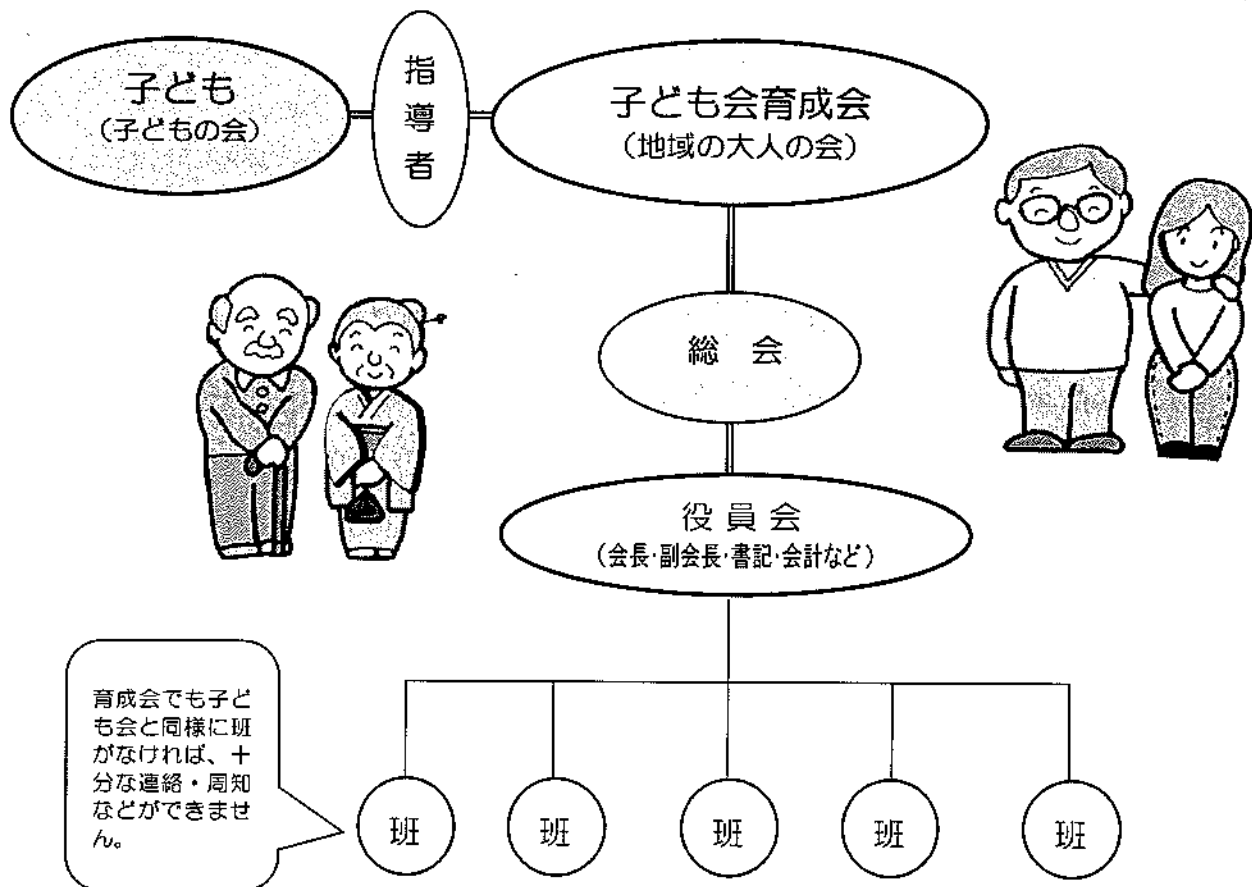 子ども
(子どもの会)
指導者
子ども会育成会
(地域の大人の会)
総会
役員会
(会長・副会長・書記・会計など)
育成会でも子ど
も会と同様に班
がなければ、十
分な連絡・周知
などができませ
ん。
班
班
班
班
班